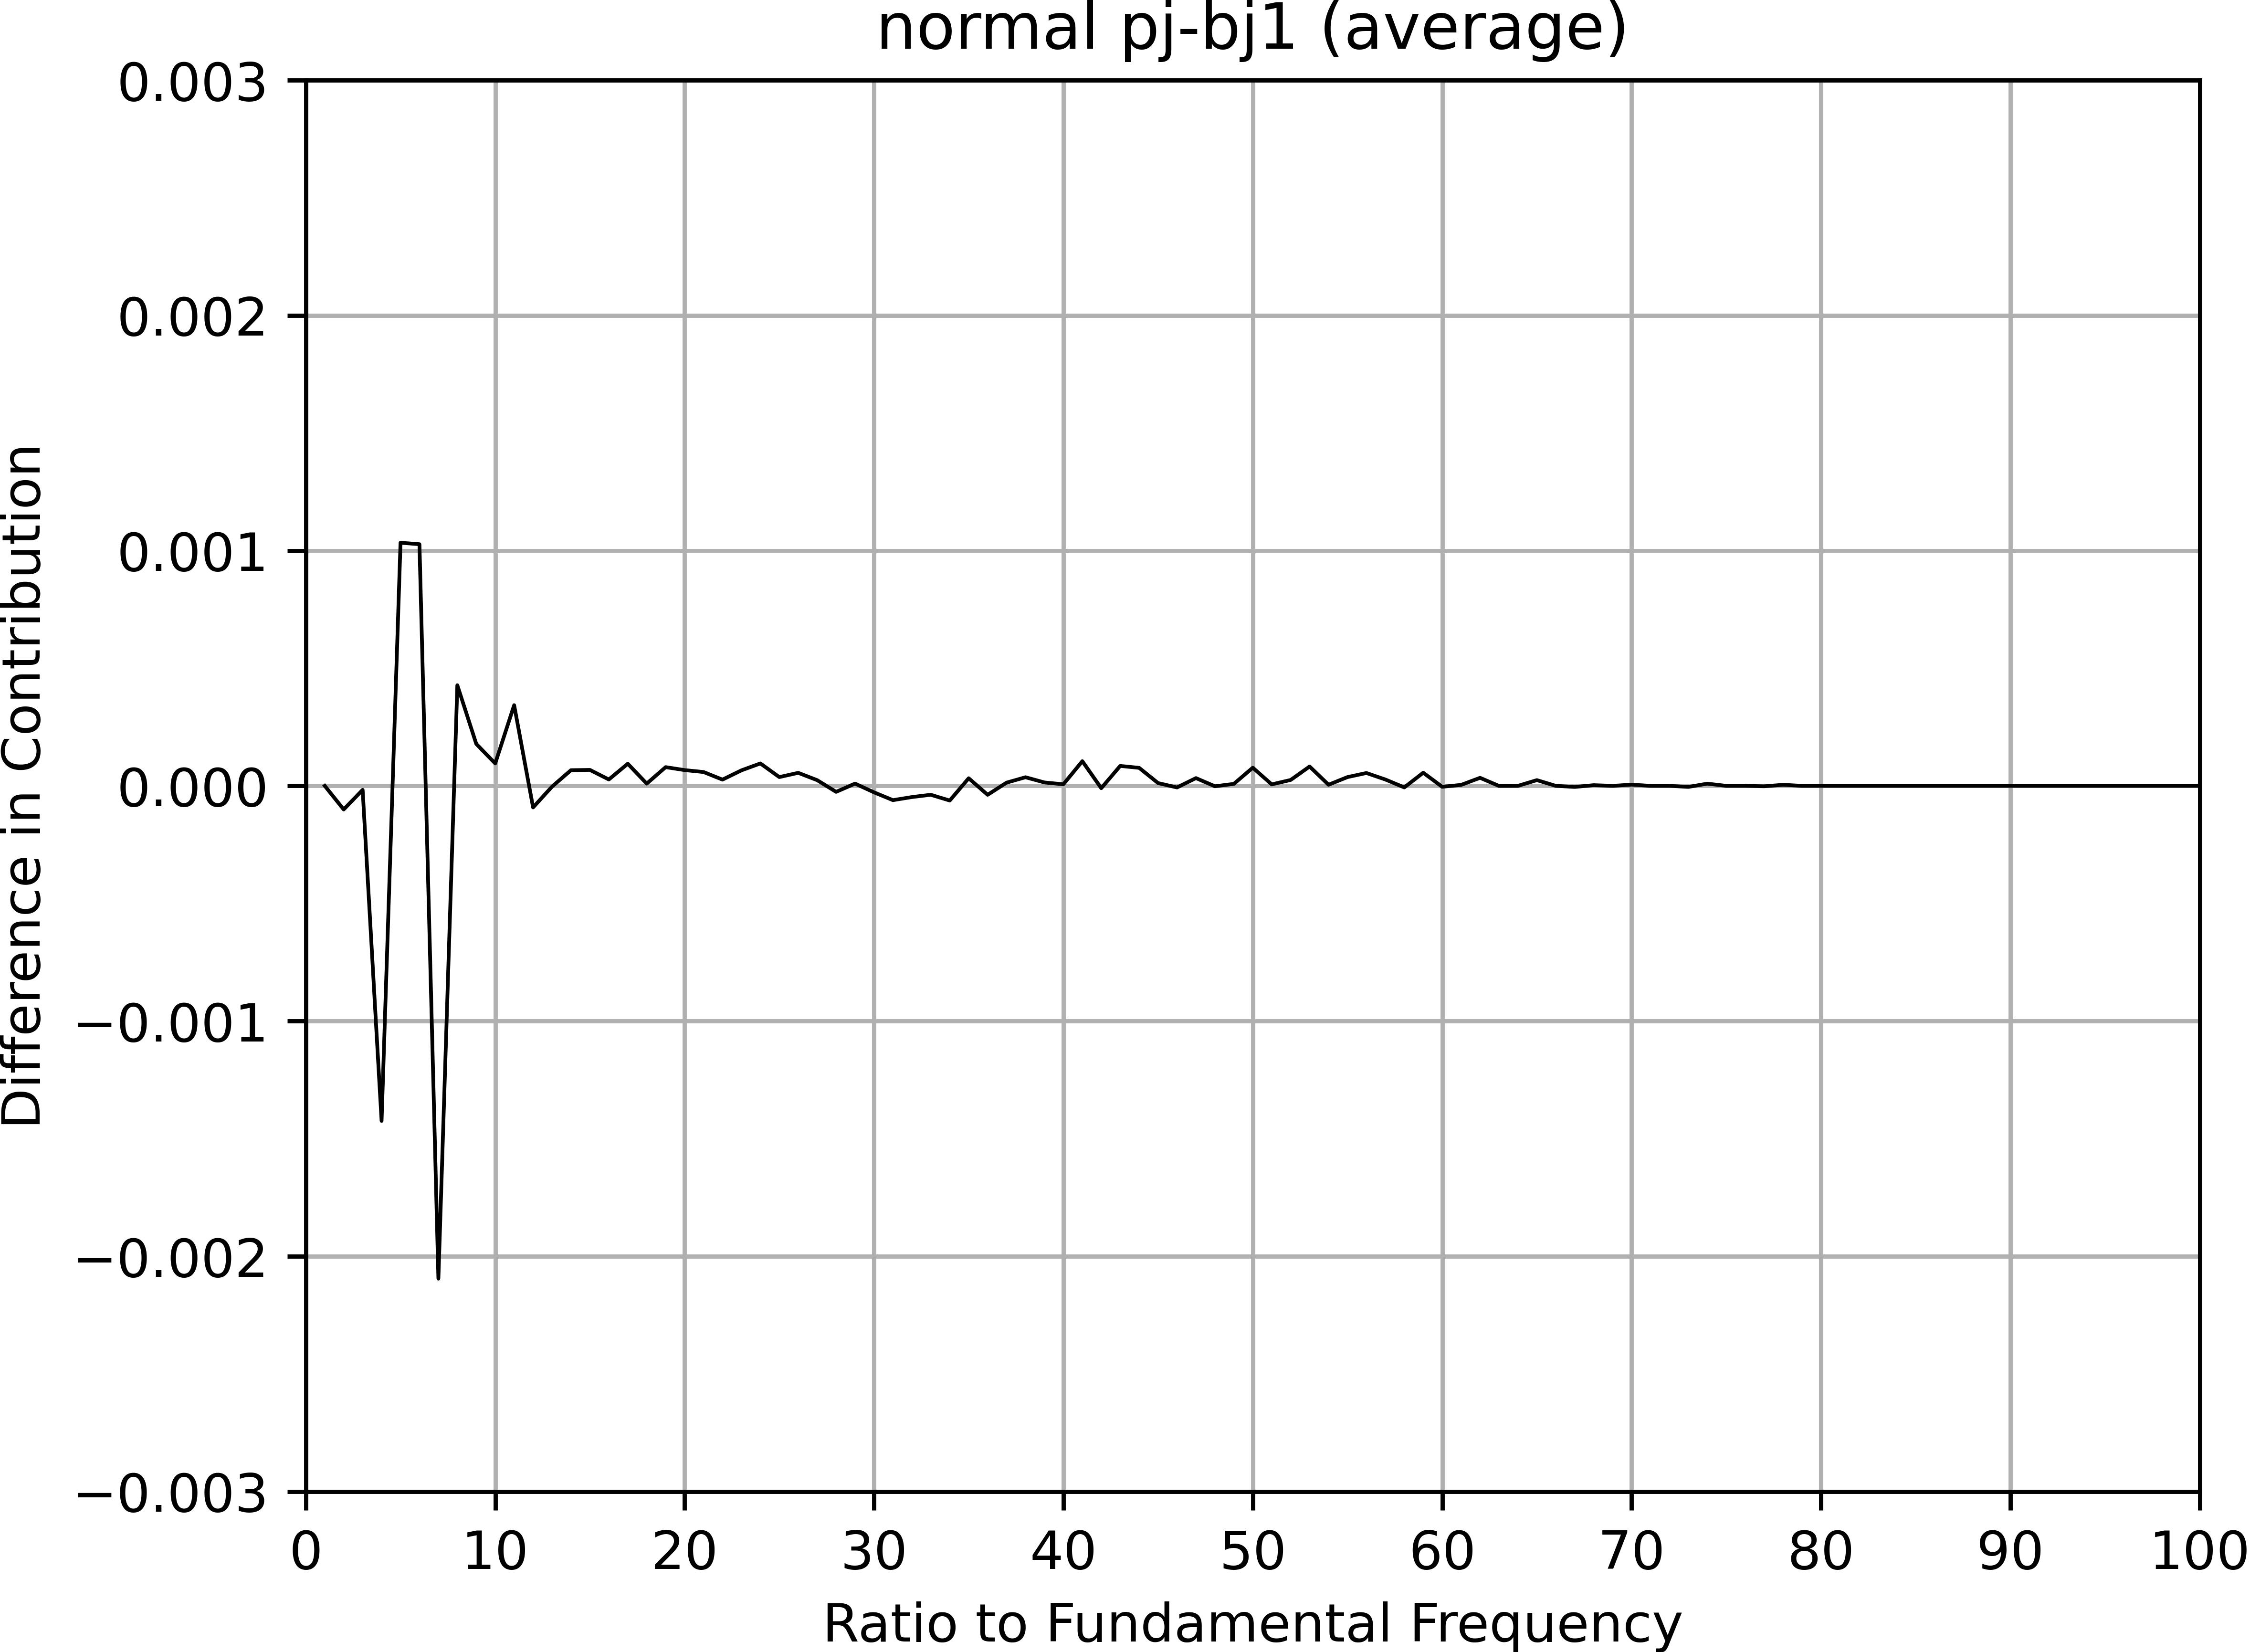 normal pj-bj1 (average)
0.003
0.002
0.001
0.000
−0.001
−0.002
−0.003
Difference in Contribution
0 10 20 30 40 50 60 70 80 90 100
Ratio to Fundamental Frequency